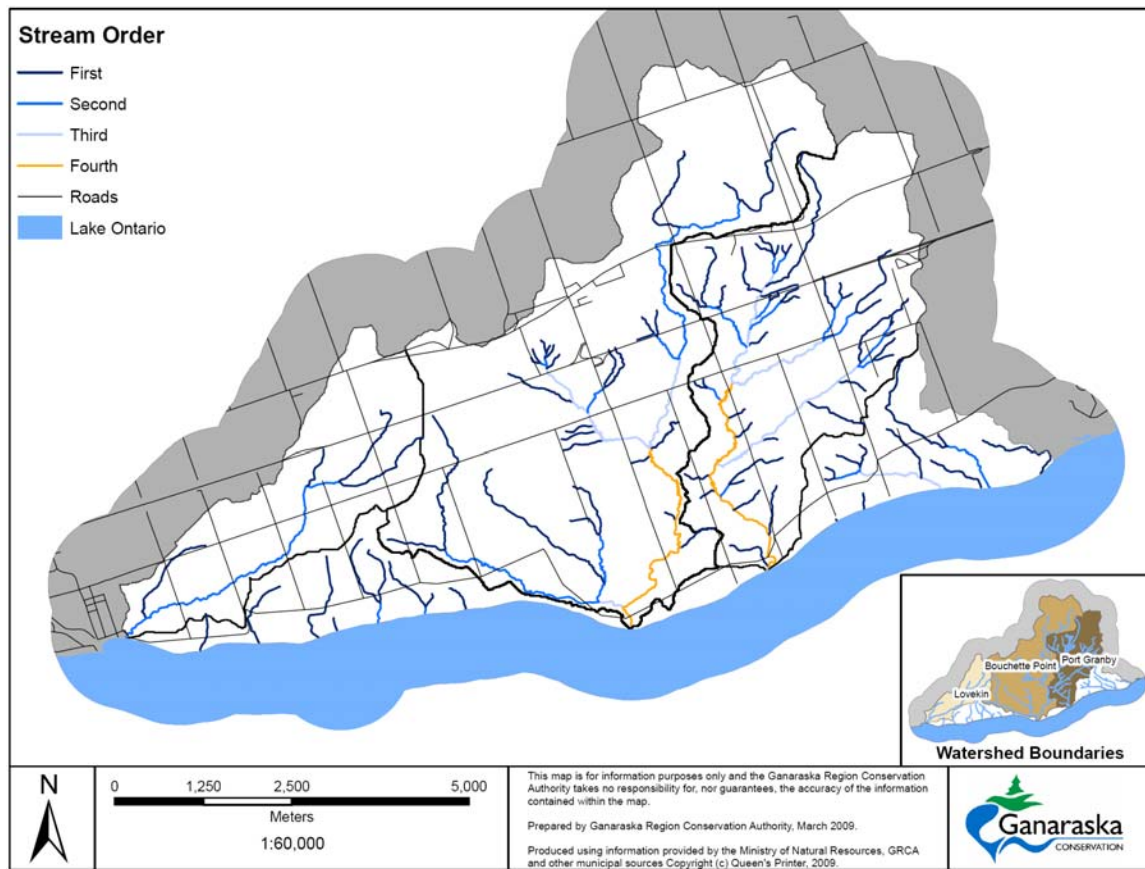 Stream Order
First
Second
Third
Fourth
Roads
Lake Ontario
Bouchette Point
Port Granby
Lovekin
Watershed Boundaries
N
0 1,250 2,500 5,000
Meters
1:60,000
This map is for information purposes only and the Ganaraska Region Conservation
Authority takes no responsibility for, nor guarantees, the accuracy of the information
contained within the map.
Prepared by Ganaraska Region Conservation Authority, March 2009.
Produced using information provided by the Ministry of Natural Resources, GRCA
and other municipal sources Copyright (c) Queen's Printer, 2009.
Ganaraska
CONSERVATION